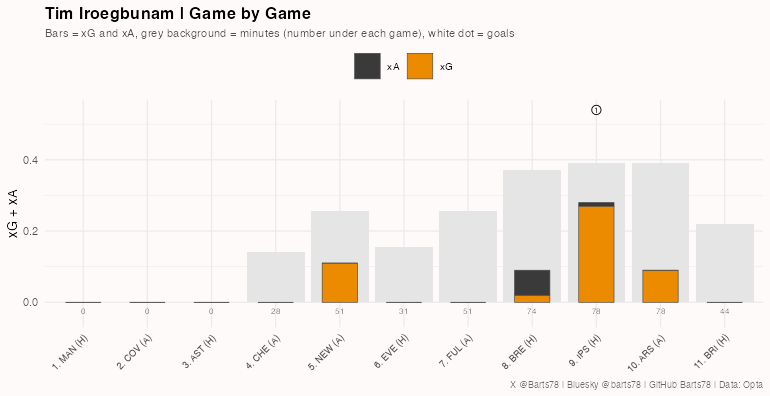 Tim Iroegbunam | Game by Game
Bars = xG and xA, grey background = minutes (number under each game), white dot = goals
xA xG
1
xG + xA
0.4
0.2
0.0
0 0 0 28 51 31 51 74 78 78 44
1. MAN (H)
2. COV (A)
3. AST (H)
4. CHE (A)
5. NEW (A)
6. EVE (H)
7. FUL (A)
8. BRE (H)
9. IPS (H)
10. ARS (A)
11. BRI (H)
X @Barts78 | Bluesky @barts78 | GitHub Barts78 | Data: Opta